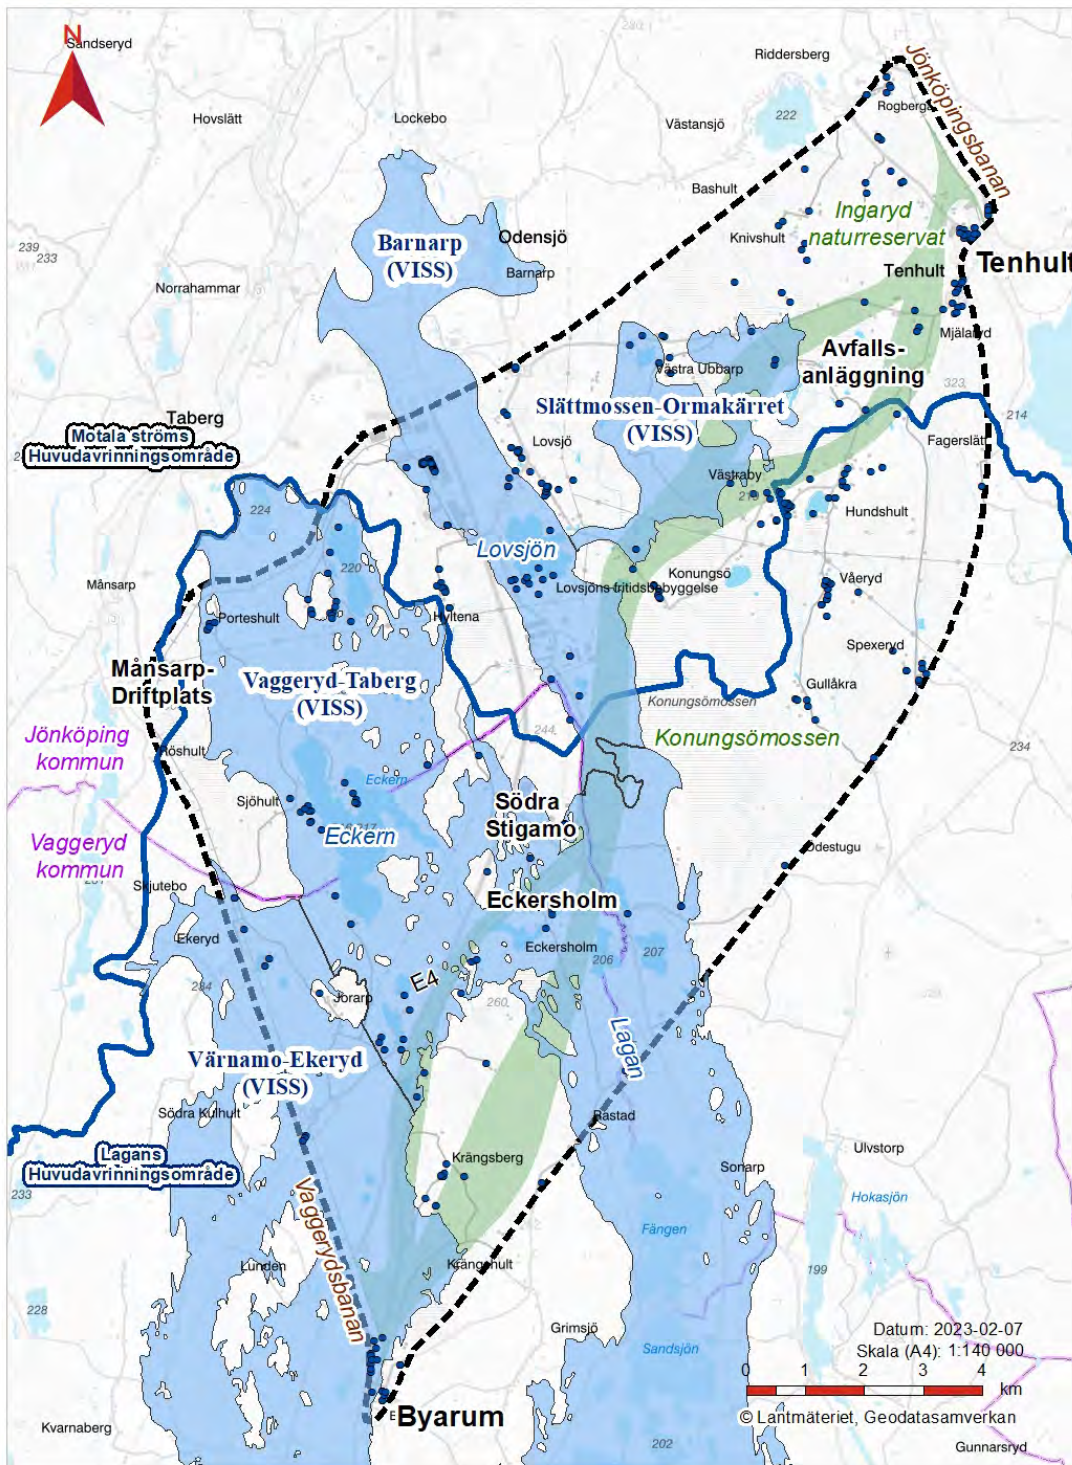 N
Sandseryd
Riddersberg
Jönköpingsbanan
Rogberga
Hovslätt
Lockebo
222
Västansjö
Bashult
Ingaryd
naturreservat
Barnarp
(VISS)
Odensjö
Knivshult
239
233
Barnarp
Tenhult
Tenhult
Norrahammar
Mjälaryd
Avfalls-
anläggning
Västra Ubbarp
323
Slättmossen-Ormakärret
(VISS)
214
Taberg
Motala ströms
Huvudavrinningsområde
Lovsjö
Fagerslätt
Västraby
224
Hundshult
Lovsjön
220
Månsarp
Lovsjöns fritidsbebyggelse
Konungsö
Våeryd
Porteshult
Hyltena
Spexeryd
Månsarp-
Driftplats
Vaggeryd-Taberg
(VISS)
Gullåkra
Konungsömossen
Jönköping
kommun
Röshult
244
Konungsömossen
234
Eckern
Sjöhult
Södra
Stigamo
Eckern
Vaggeryd
kommun
Odestugu
Skjutebo
Eckersholm
Ekeryd
Eckersholm
206
207
E4
284
Jorarp
260
Lagan
Värnamo-Ekeryd
(VISS)
Södra Kulhult
Rastad
Lagans
Huvudavrinningsområde
Krängsberg
Ulvstorp
Sonarp
233
Hokasjön
Vaggerydsbanan
Fängen
Lunden
Krängshult
199
228
Grimsjö
Datum: 2023-02-07
Sandsjön
Skala (A4): 1:140 000
0 1 2 3 4
km
Byarum
© Lantmäteriet, Geodatasamverkan
Kvarnaberg
202
Gunnarsryd